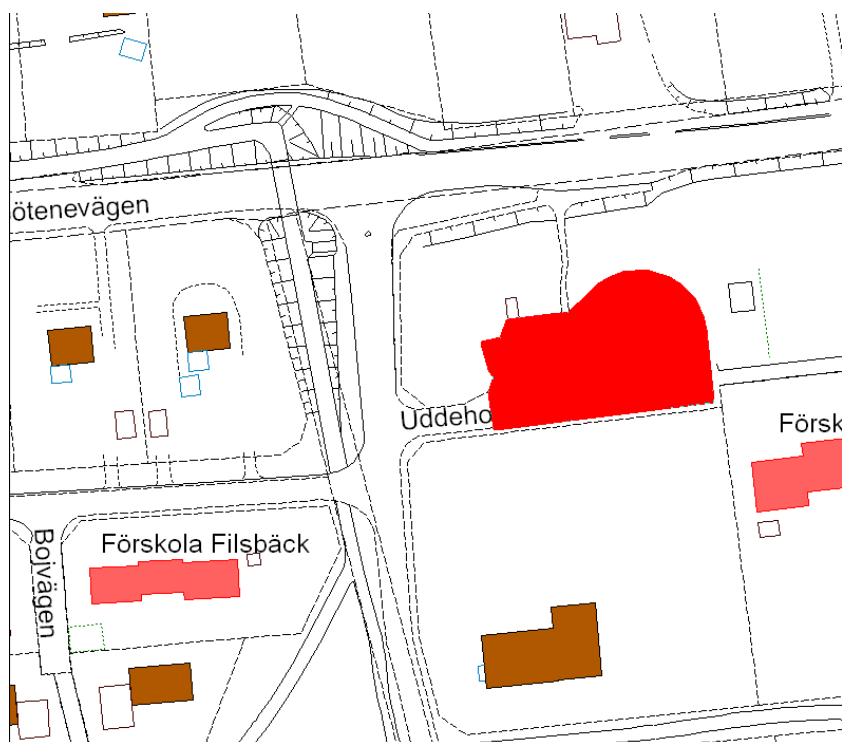 ötenevägen
Uddeho
Försk
Förskola Filsbäck
Bojvägen